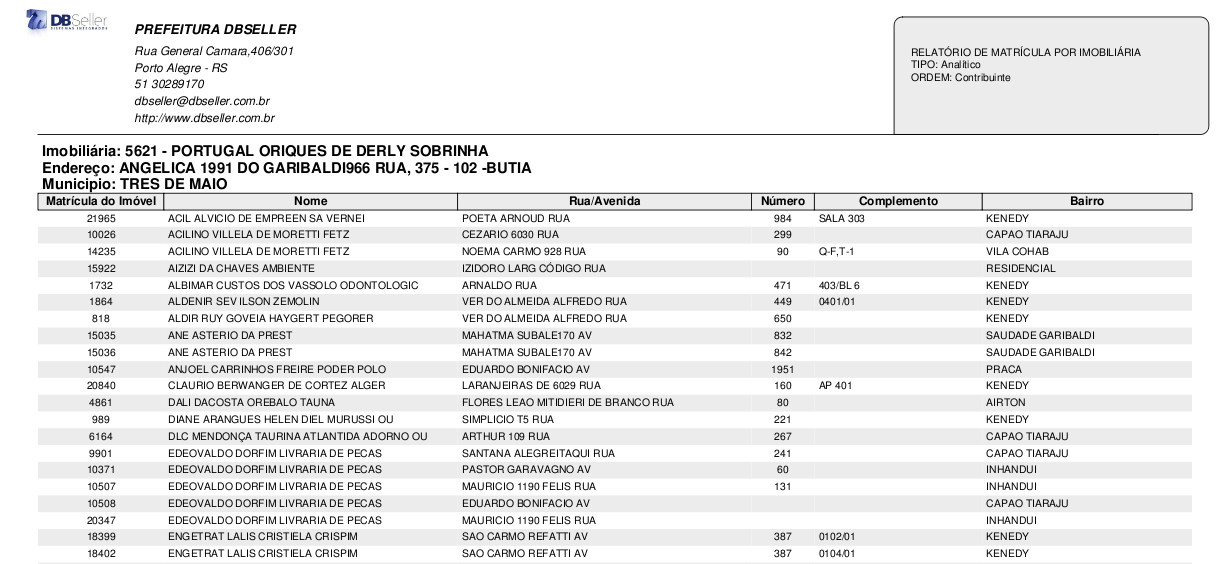 DBSeller
SISTEMAS INTEGRADOS
PREFEITURA DBSELLER
Rua General Camara,406/301
Porto Alegre - RS
51 30289170
dbseller@dbseller.com.br
http://www.dbseller.com.br
RELATÓRIO DE MATRÍCULA POR IMOBILIÁRIA
TIPO: Analítico
ORDEM: Contribuinte
Imobiliária: 5621 - PORTUGAL ORIQUES DE DERLY SOBRINHA
Endereço: ANGELICA 1991 DO GARIBALDI966 RUA, 375 - 102 -BUTIA
Municipio: TRES DE MAIO
Matrícula do Imóvel Nome Rua/Avenida Número Complemento Bairro
21965 ACIL ALVICIO DE EMPREEN SA VERNEI POETA ARNOUD RUA 984 SALA 303 KENEDY
10026 ACILINO VILLELA DE MORETTI FETZ CEZARIO 6030 RUA 299 CAPAO TIARAJU
14235 ACILINO VILLELA DE MORETTI FETZ NOEMA CARMO 928 RUA 90 Q-F,T-1 VILA COHAB
15922 AIZIZI DA CHAVES AMBIENTE IZIDORO LARG CÓDIGO RUA RESIDENCIAL
1732 ALBIMAR CUSTOS DOS VASSOLO ODONTOLOGIC ARNALDO RUA 471 403/BL 6 KENEDY
1864 ALDENIR SEV ILSON ZEMOLIN VER DO ALMEIDA ALFREDO RUA 449 0401/01 KENEDY
818 ALDIR RUY GOVEIA HAYGERT PEGORER VER DO ALMEIDA ALFREDO RUA 650 KENEDY
15035 ANE ASTERIO DA PREST MAHATMA SUBALE170 AV 832 SAUDADE GARIBALDI
15036 ANE ASTERIO DA PREST MAHATMA SUBALE170 AV 842 SAUDADE GARIBALDI
10547 ANJOEL CARRINHOS FREIRE PODER POLO EDUARDO BONIFACIO AV 1951 PRACA
20840 CLAURIO BERWANGER DE CORTEZ ALGER LARANJEIRAS DE 6029 RUA 160 AP 401 KENEDY
4861 DALI DACOSTA OREBALO TAUNA FLORES LEAO MITIDIERI DE BRANCO RUA 80 AIRTON
989 DIANE ARANGUES HELEN DIEL MURUSSI OU SIMPLICIO T5 RUA 221 KENEDY
6164 DLC MENDONÇA TAURINA ATLANTIDA ADORNO OU ARTHUR 109 RUA 267 CAPAO TIARAJU
9901 EDEOVALDO DORFIM LIVRARIA DE PECAS SANTANA ALEGREITAQUI RUA 241 CAPAO TIARAJU
10371 EDEOVALDO DORFIM LIVRARIA DE PECAS PASTOR GARAVAGNO AV 60 INHANDUI
10507 EDEOVALDO DORFIM LIVRARIA DE PECAS MAURICIO 1190 FELIS RUA 131 INHANDUI
10508 EDEOVALDO DORFIM LIVRARIA DE PECAS EDUARDO BONIFACIO AV CAPAO TIARAJU
20347 EDEOVALDO DORFIM LIVRARIA DE PECAS MAURICIO 1190 FELIS RUA INHANDUI
18399 ENGETRAT LALIS CRISTIELA CRISPIM SAO CARMO REFATTI AV 387 0102/01 KENEDY
18402 ENGETRAT LALIS CRISTIELA CRISPIM SAO CARMO REFATTI AV 387 0104/01 KENEDY